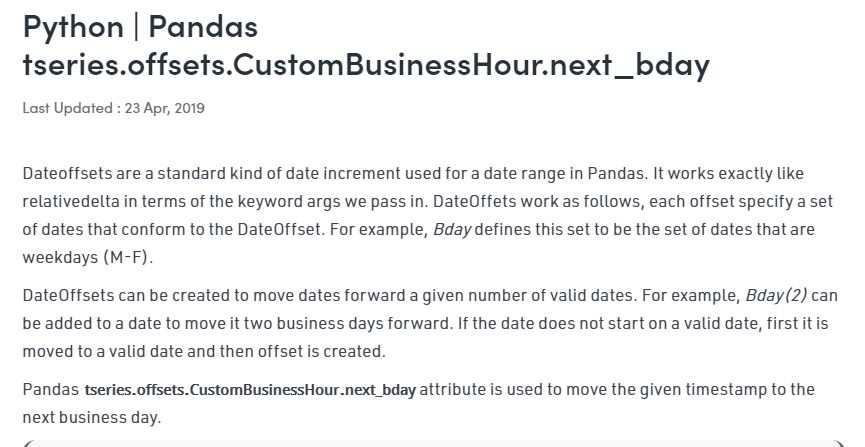 Python | Pandas
tseries.offsets.CustomBusinessHour.next_bday
Last Updated : 23 Apr, 2019
Dateoffsets are a standard kind of date increment used for a date range in Pandas. It works exactly like
relativedelta in terms of the keyword args we pass in. DateOffets work as follows, each offset specify a set
of dates that conform to the DateOffset. For example, Bday defines this set to be the set of dates that are
weekdays (M-F).
DateOffsets can be created to move dates forward a given number of valid dates. For example, Bday(2) can
be added to a date to move it two business days forward. If the date does not start on a valid date, first it is
moved to a valid date and then offset is created.
Pandas tseries.offsets.CustomBusinessHour.next_bday attribute is used to move the given timestamp to the
next business day.